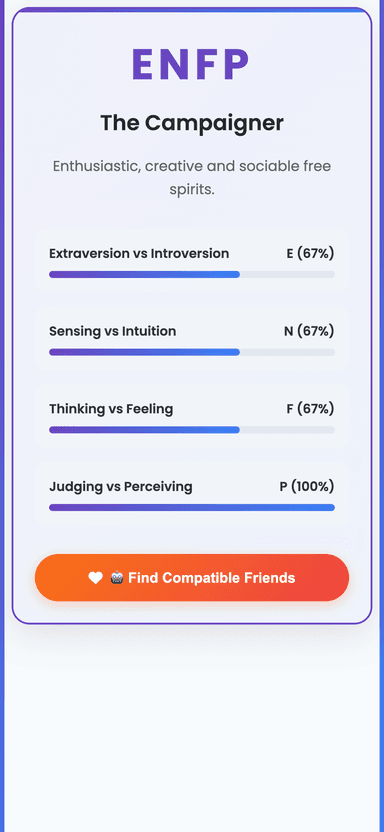 ENFP
The Campaigner
Enthusiastic, creative and sociable free
spirits.
Extraversion vs Introversion E (67%)
Sensing vs Intuition N (67%)
Thinking vs Feeling F (67%)
Judging vs Perceiving P (100%)
Find Compatible Friends